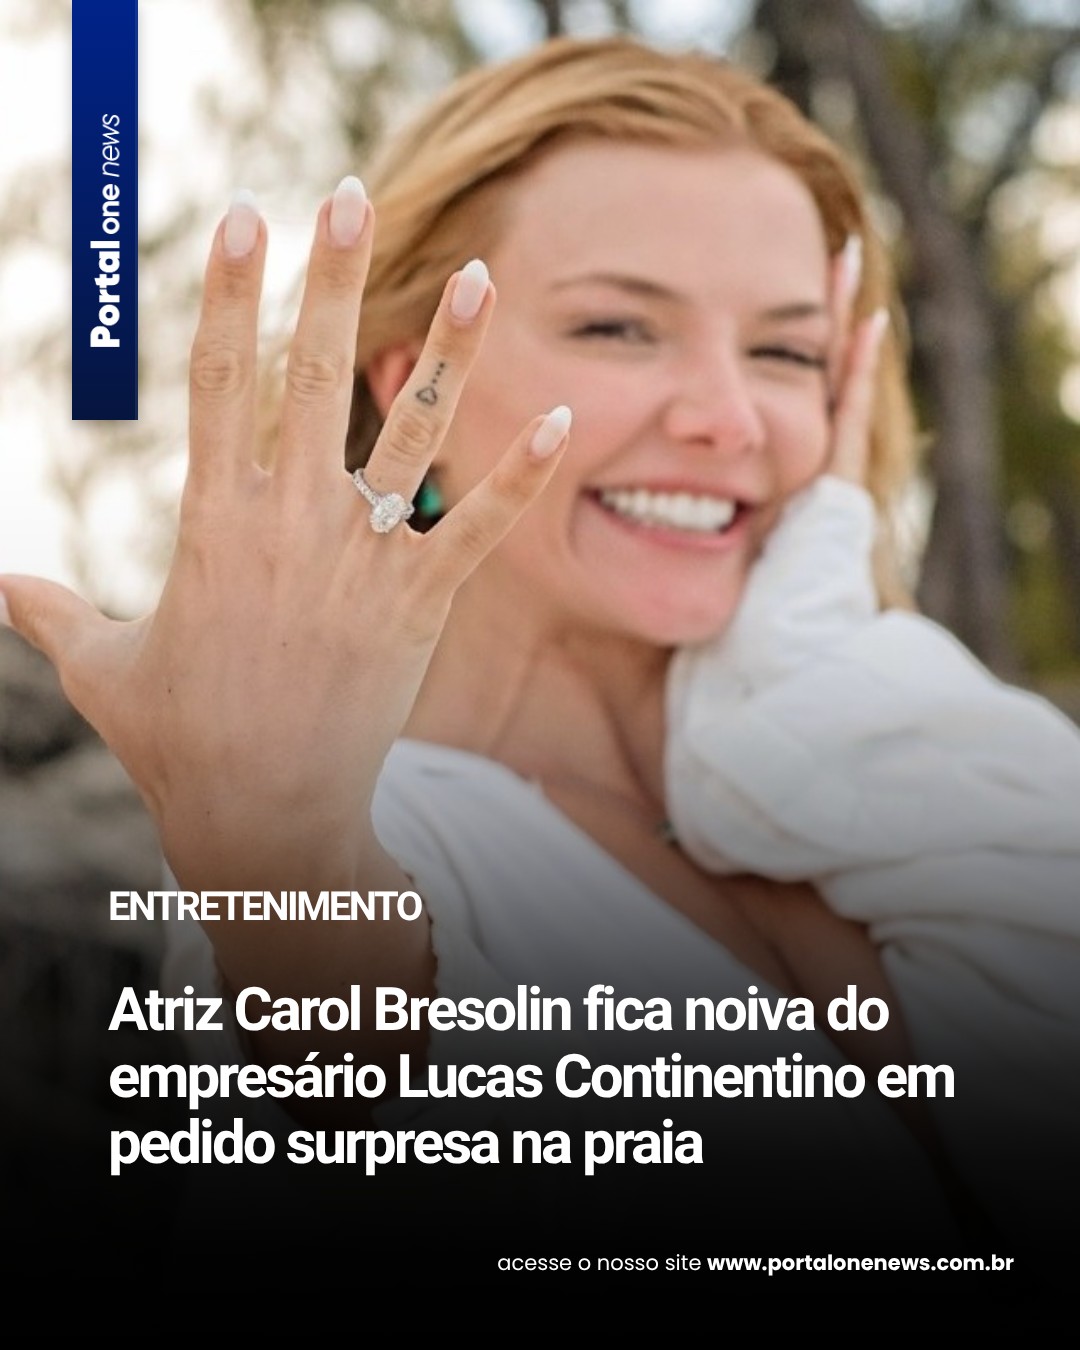 Portal one news
ENTRETENIMENTO
Atriz Carol Bresolin fica noiva do
empresário Lucas Continentino em
pedido surpresa na praia
acesse o nosso site www.portalonenews.com.br